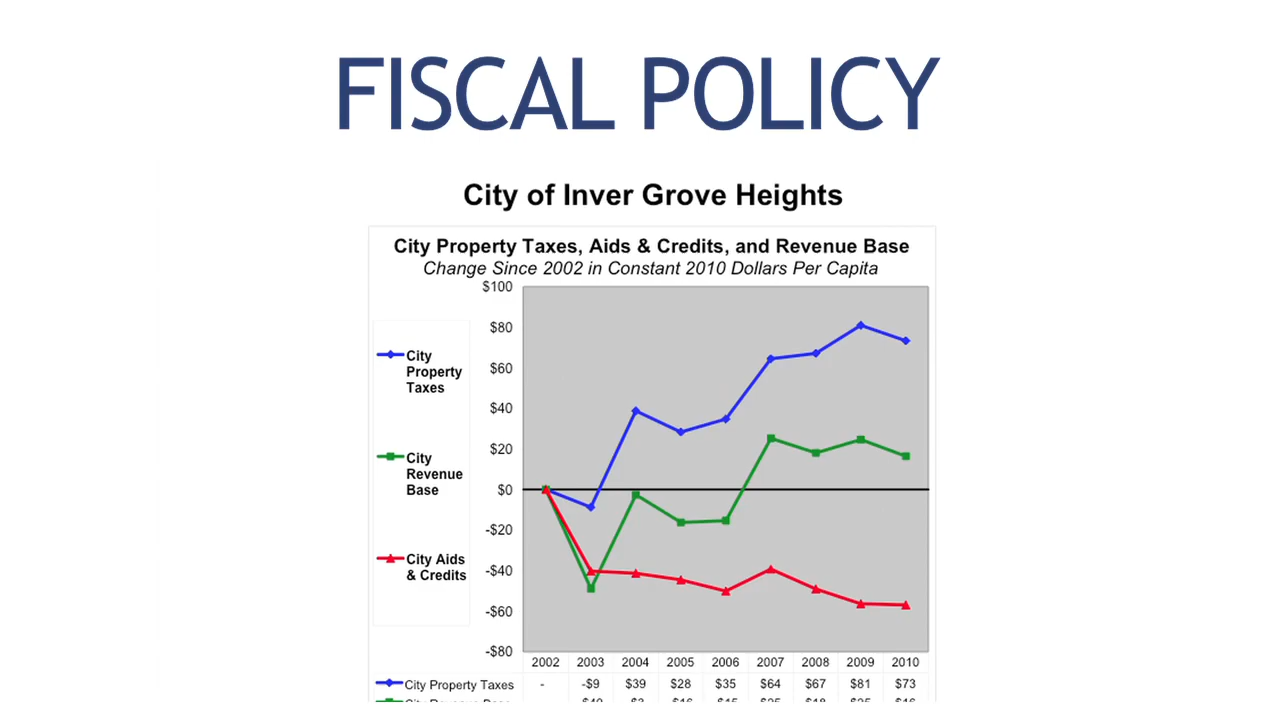 FISCAL POLICY
City of Inver Grove Heights
City Property Taxes, Aids & Credits, and Revenue Base
Change Since 2002 in Constant 2010 Dollars Per Capita
$100
$80
$60
$40
$20
$0
-$20
-$40
-$60
-$80
City
Property
Taxes
City
Revenue
Base
City Aids
& Credits
2002 2003 2004 2005 2006 2007 2008 2009 2010
City Property Taxes - -$9 $39 $28 $35 $64 $67 $81 $73